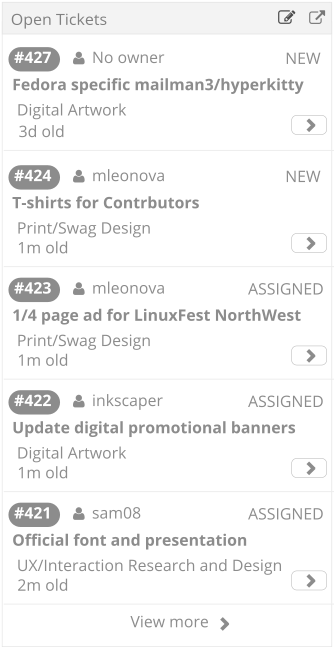 Open Tickets
#427 No owner NEW
Fedora specific mailman3/hyperkitty
Digital Artwork
3d old
#424 mleonova NEW
T-shirts for Contrbutors
Print/Swag Design
1m old
#423 mleonova ASSIGNED
1/4 page ad for LinuxFest NorthWest
Print/Swag Design
1m old
#422 inkscaper ASSIGNED
Update digital promotional banners
Digital Artwork
1m old
#421 sam08 ASSIGNED
Official font and presentation
UX/Interaction Research and Design
2m old
View more